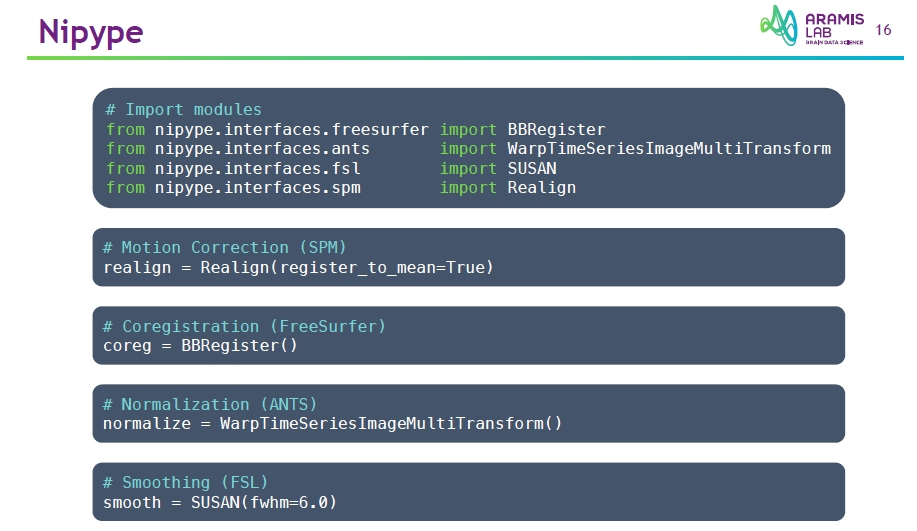 Nipype
ARAMIS
LAB
BRAIN DATA SCIENCE
16
# Import modules
from nipype.interfaces.freesurfer import BBRegister
from nipype.interfaces.ants import WarpTimeSeriesImageMultiTransform
from nipype.interfaces.fsl import SUSAN
from nipype.interfaces.spm import Realign
# Motion Correction (SPM)
realign = Realign(register_to_mean=True)
# Coregistration (FreeSurfer)
coreg = BBRegister()
# Normalization (ANTS)
normalize = WarpTimeSeriesImageMultiTransform()
# Smoothing (FSL)
smooth = SUSAN(fwhm=6.0)